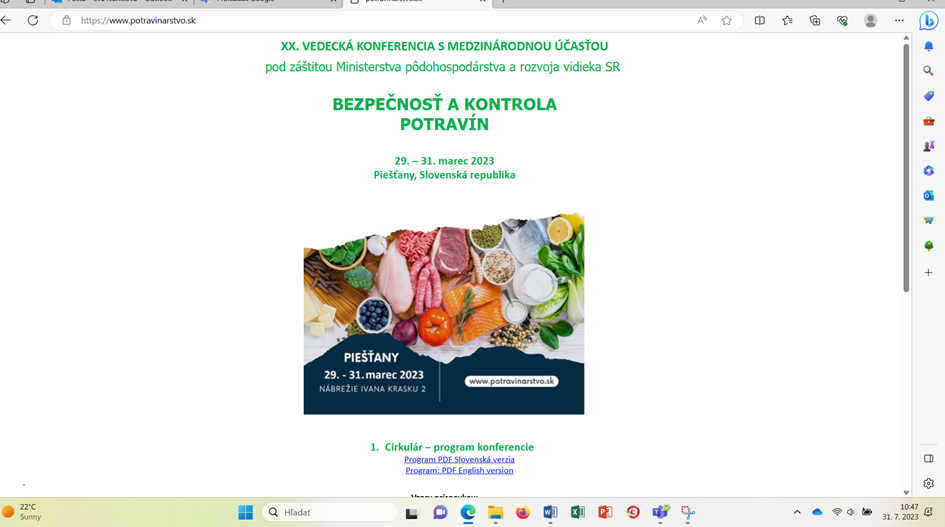 https://www.potravinarstvo.sk
XX. VEDECKÁ KONFERENCIA S MEDZINÁRODNOU ÚČASŤOU
pod záštitou Ministerstva pôdohospodárstva a rozvoja vidieka SR
BEZPEČNOSŤ A KONTROLA
POTRAVÍN
29. – 31. marec 2023
Piešťany, Slovenská republika
PIEŠŤANY
29. - 31. marec 2023
NÁBREŽIE IVANA KRASKU 2
www.potravinarstvo.sk
1. Cirkulár – program konferencie
Program PDF Slovenská verzia
Program: PDF English version
22°C
Sunny
Hľadať
10:47
31. 7. 2023